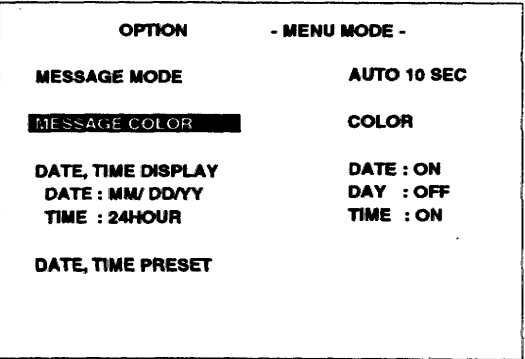 OPTION - MENU MODE -
MESSAGE MODE AUTO 10 SEC
MESSAGE COLOR COLOR
DATE, TIME DISPLAY DATE : ON
DATE : MM/ DD/YY DAY : OFF
TIME : 24HOUR TIME : ON
DATE, TIME PRESET